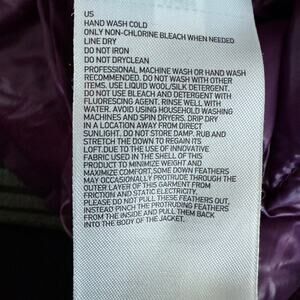 US
HAND WASH COLD
ONLY NON-CHLORINE BLEACH WHEN NEEDED
LINE DRY
DO NOT IRON
DO NOT DRYCLEAN
PROFESSIONAL MACHINE WASH OR HAND WASH
RECOMMENDED. DO NOT WASH WITH OTHER
ITEMS. USE LIQUID WOOL/SILK DETERGENT.
DO NOT USE BLEACH AND DETERGENT WITH
FLUORESCING AGENT. RINSE WELL WITH
WATER. AVOID USING HOUSEHOLD WASHING
MACHINES AND SPIN DRYERS. DRIP DRY
IN A LOCATION AWAY FROM DIRECT
SUNLIGHT. DO NOT STORE DAMP. RUB AND
STRETCH THE DOWN TO REGAIN ITS
LOFT.DUE TO THE USE OF INNOVATIVE
FABRIC USED IN THE SHELL OF THIS
PRODUCT TO MINIMIZE WEIGHT AND
MAXIMIZE COMFORT,SOME DOWN FEATHERS
MAY OCCASIONALLY PROTRUDE THROUGH THE
OUTER LAYER OF THIS GARMENT FROM
FRICTION AND STATIC ELECTRICITY.
PLEASE DO NOT PULL THESE FEATHERS OUT,
INSTEAD PINCH THE PROTRUDING FEATHERS
FROM THE INSIDE AND PULL THEM BACK
INTO THE BODY OF THE JACKET.